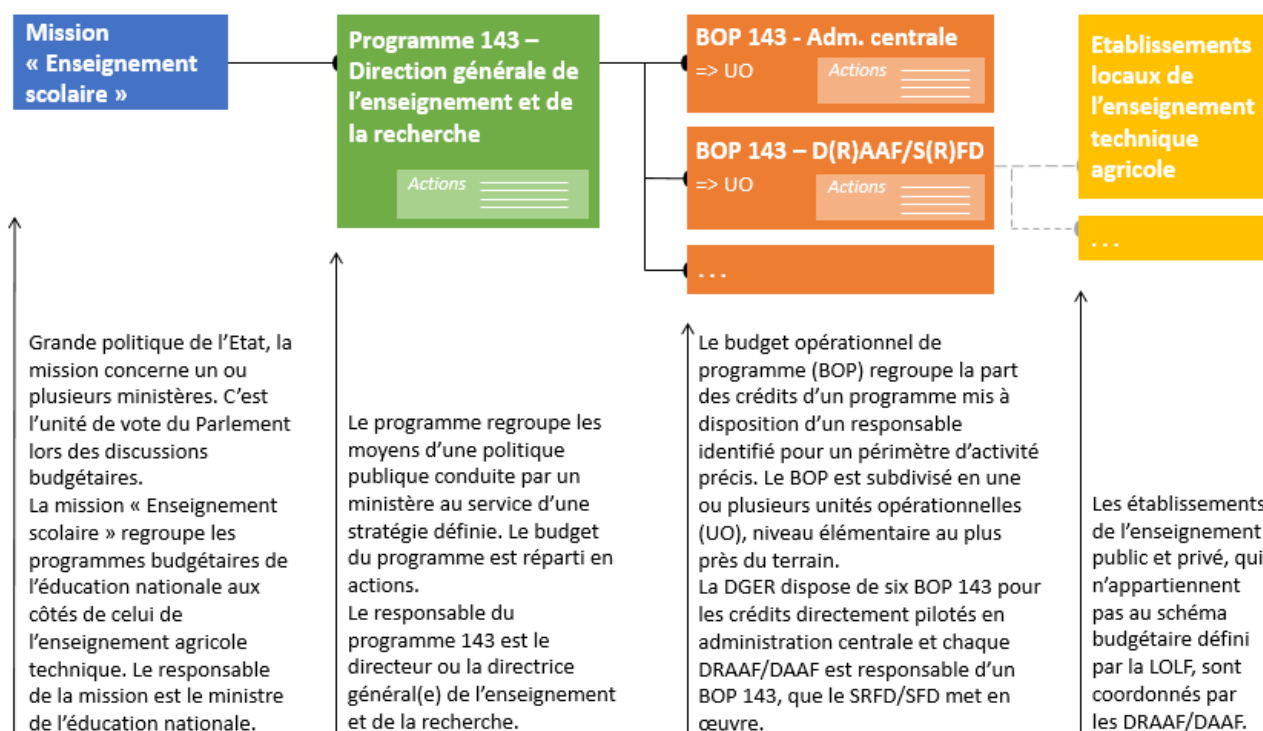 Mission
« Enseignement
scolaire »
Programme 143 –
Direction générale de
l'enseignement et de
la recherche
Actions
BOP 143 - Adm. centrale
=> UO
Actions
BOP 143 – D(R)AAF/S(R)FD
=> UO
Actions
. . .
Etablissements
locaux de
l'enseignement
technique
agricole
. . .
Grande politique de l'Etat, la
mission concerne un ou
plusieurs ministères. C'est
l'unité de vote du Parlement
lors des discussions
budgétaires.
La mission « Enseignement
scolaire » regroupe les
programmes budgétaires de
l'éducation nationale aux
côtés de celui de
l'enseignement agricole
technique. Le responsable
de la mission est le ministre
de l'éducation nationale.
Le programme regroupe les
moyens d'une politique
publique conduite par un
ministère au service d'une
stratégie définie. Le budget
du programme est réparti en
actions.
Le responsable du
programme 143 est le
directeur ou la directrice
général(e) de l'enseignement
et de la recherche.
Le budget opérationnel de
programme (BOP) regroupe la part
des crédits d'un programme mis à
disposition d'un responsable
identifié pour un périmètre d'activité
précis. Le BOP est subdivisé en une
ou plusieurs unités opérationnelles
(UO), niveau élémentaire au plus
près du terrain.
La DGER dispose de six BOP 143 pour
les crédits directement pilotés en
administration centrale et chaque
DRAAF/DAAF est responsable d'un
BOP 143, que le SRFD/SFD met en
œuvre.
Les établissements
de l'enseignement
public et privé, qui
n'appartiennent
pas au schéma
budgétaire défini
par la LOLF, sont
coordonnés par
les DRAAF/DAAF.